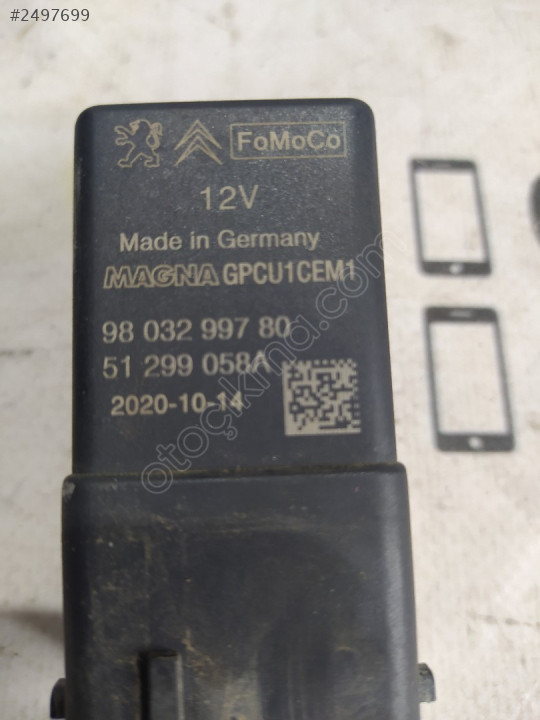 #2497699
FoMoCo
12V
Made in Germany
MAGNA GPCU1CEM1
98 032 997 80
51 299 058A
2020-10-14
otoçıkma.com